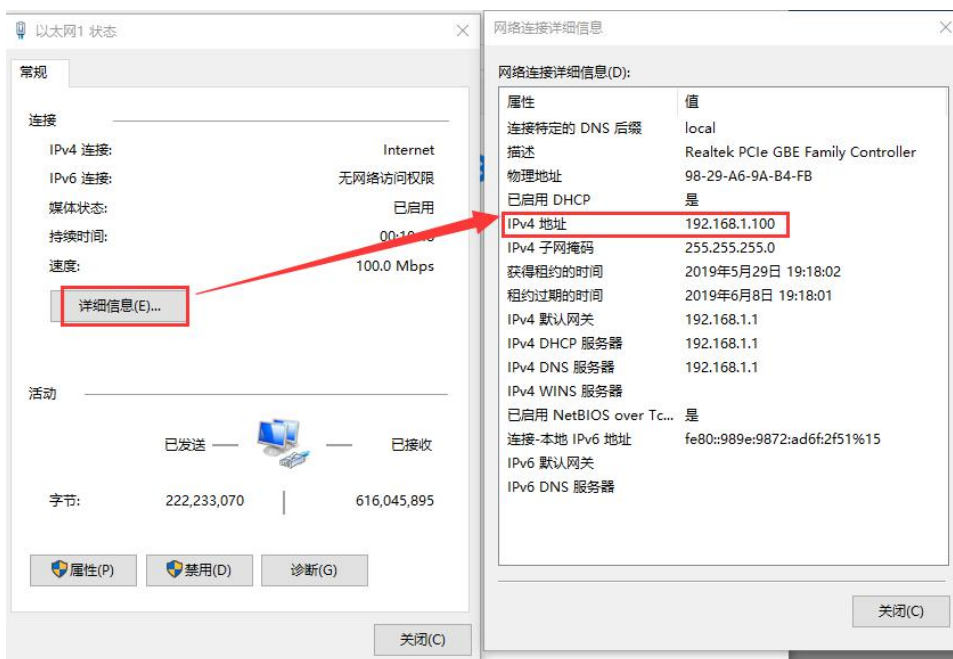 以太网1 状态
常规
连接
IPv4 连接: Internet
IPv6 连接: 无网络访问权限
媒体状态: 已启用
持续时间:
速度: 100.0 Mbps
详细信息(E)...
活动
已发送 已接收
字节: 222,233,070 616,045,895
属性(P) 禁用(D) 诊断(G)
关闭(C)
网络连接详细信息
网络连接详细信息(D):
属性 值
连接特定的 DNS 后缀 local
描述 Realtek PCIe GBE Family Controller
物理地址 98-29-A6-9A-B4-FB
已启用 DHCP 是
IPv4 地址 192.168.1.100
IPv4 子网掩码 255.255.255.0
获得租约的时间 2019年5月29日 19:18:02
租约过期的时间 2019年6月8日 19:18:01
IPv4 默认网关 192.168.1.1
IPv4 DHCP 服务器 192.168.1.1
IPv4 DNS 服务器 192.168.1.1
IPv4 WINS 服务器
已启用 NetBIOS over Tc... 是
连接-本地 IPv6 地址 fe80::989e:9872:ad6f:2f51%15
IPv6 默认网关
IPv6 DNS 服务器
关闭(C)